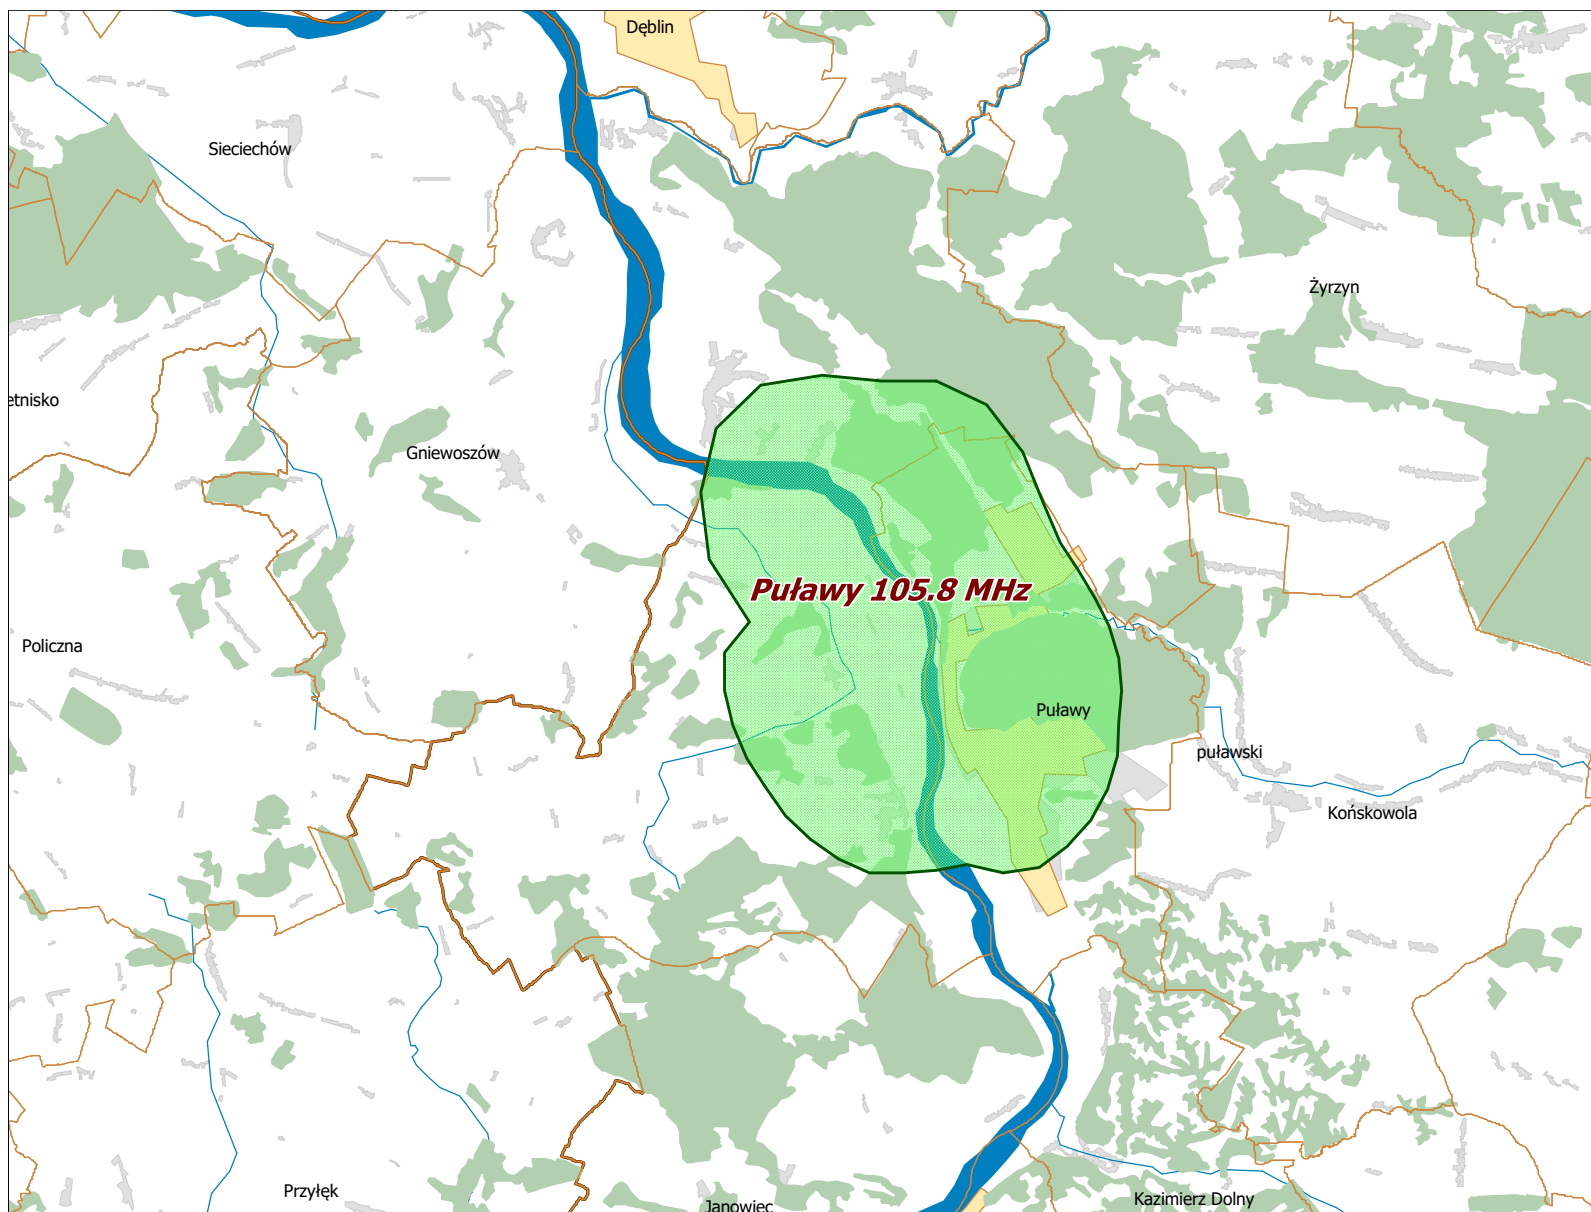 Dęblin
Sieciechów
Żyrzyn
etnisko
Gniewoszów
Puławy 105.8 MHz
Policzna
Puławy
puławski
Końskowola
Przyłęk
Janowiec
Kazimierz Dolny